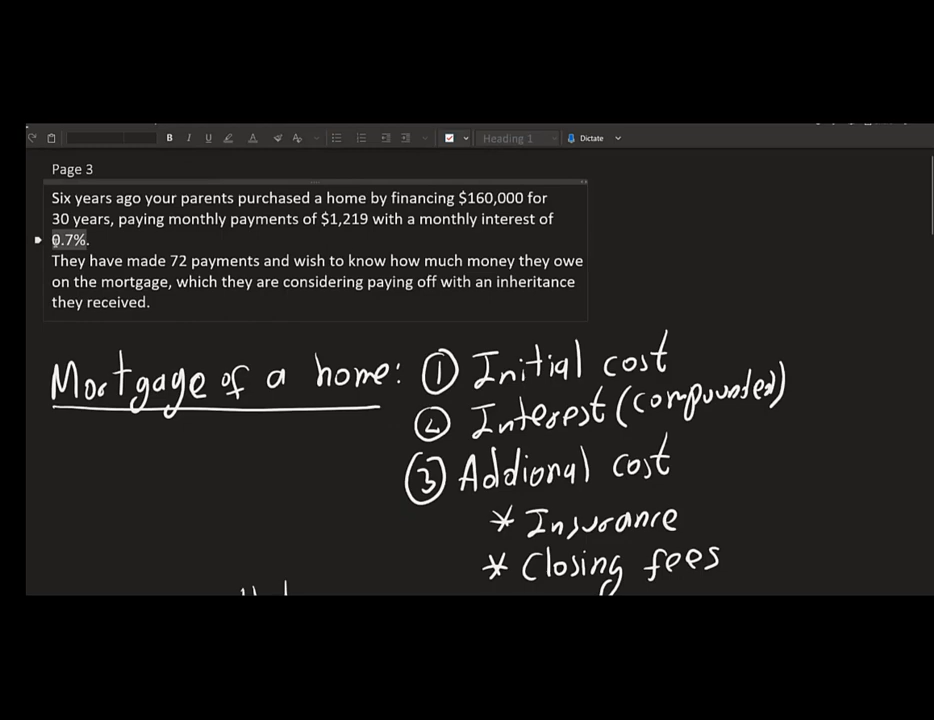 B I U A Heading 1 Dictate
Page 3
Six years ago your parents purchased a home by financing $160,000 for
30 years, paying monthly payments of $1,219 with a monthly interest of
0.7%.
They have made 72 payments and wish to know how much money they owe
on the mortgage, which they are considering paying off with an inheritance
they received.
Mortgage of a home: ① Initial cost
② Interest (compounded)
③ Addional cost
* Insurance
* Closing fees